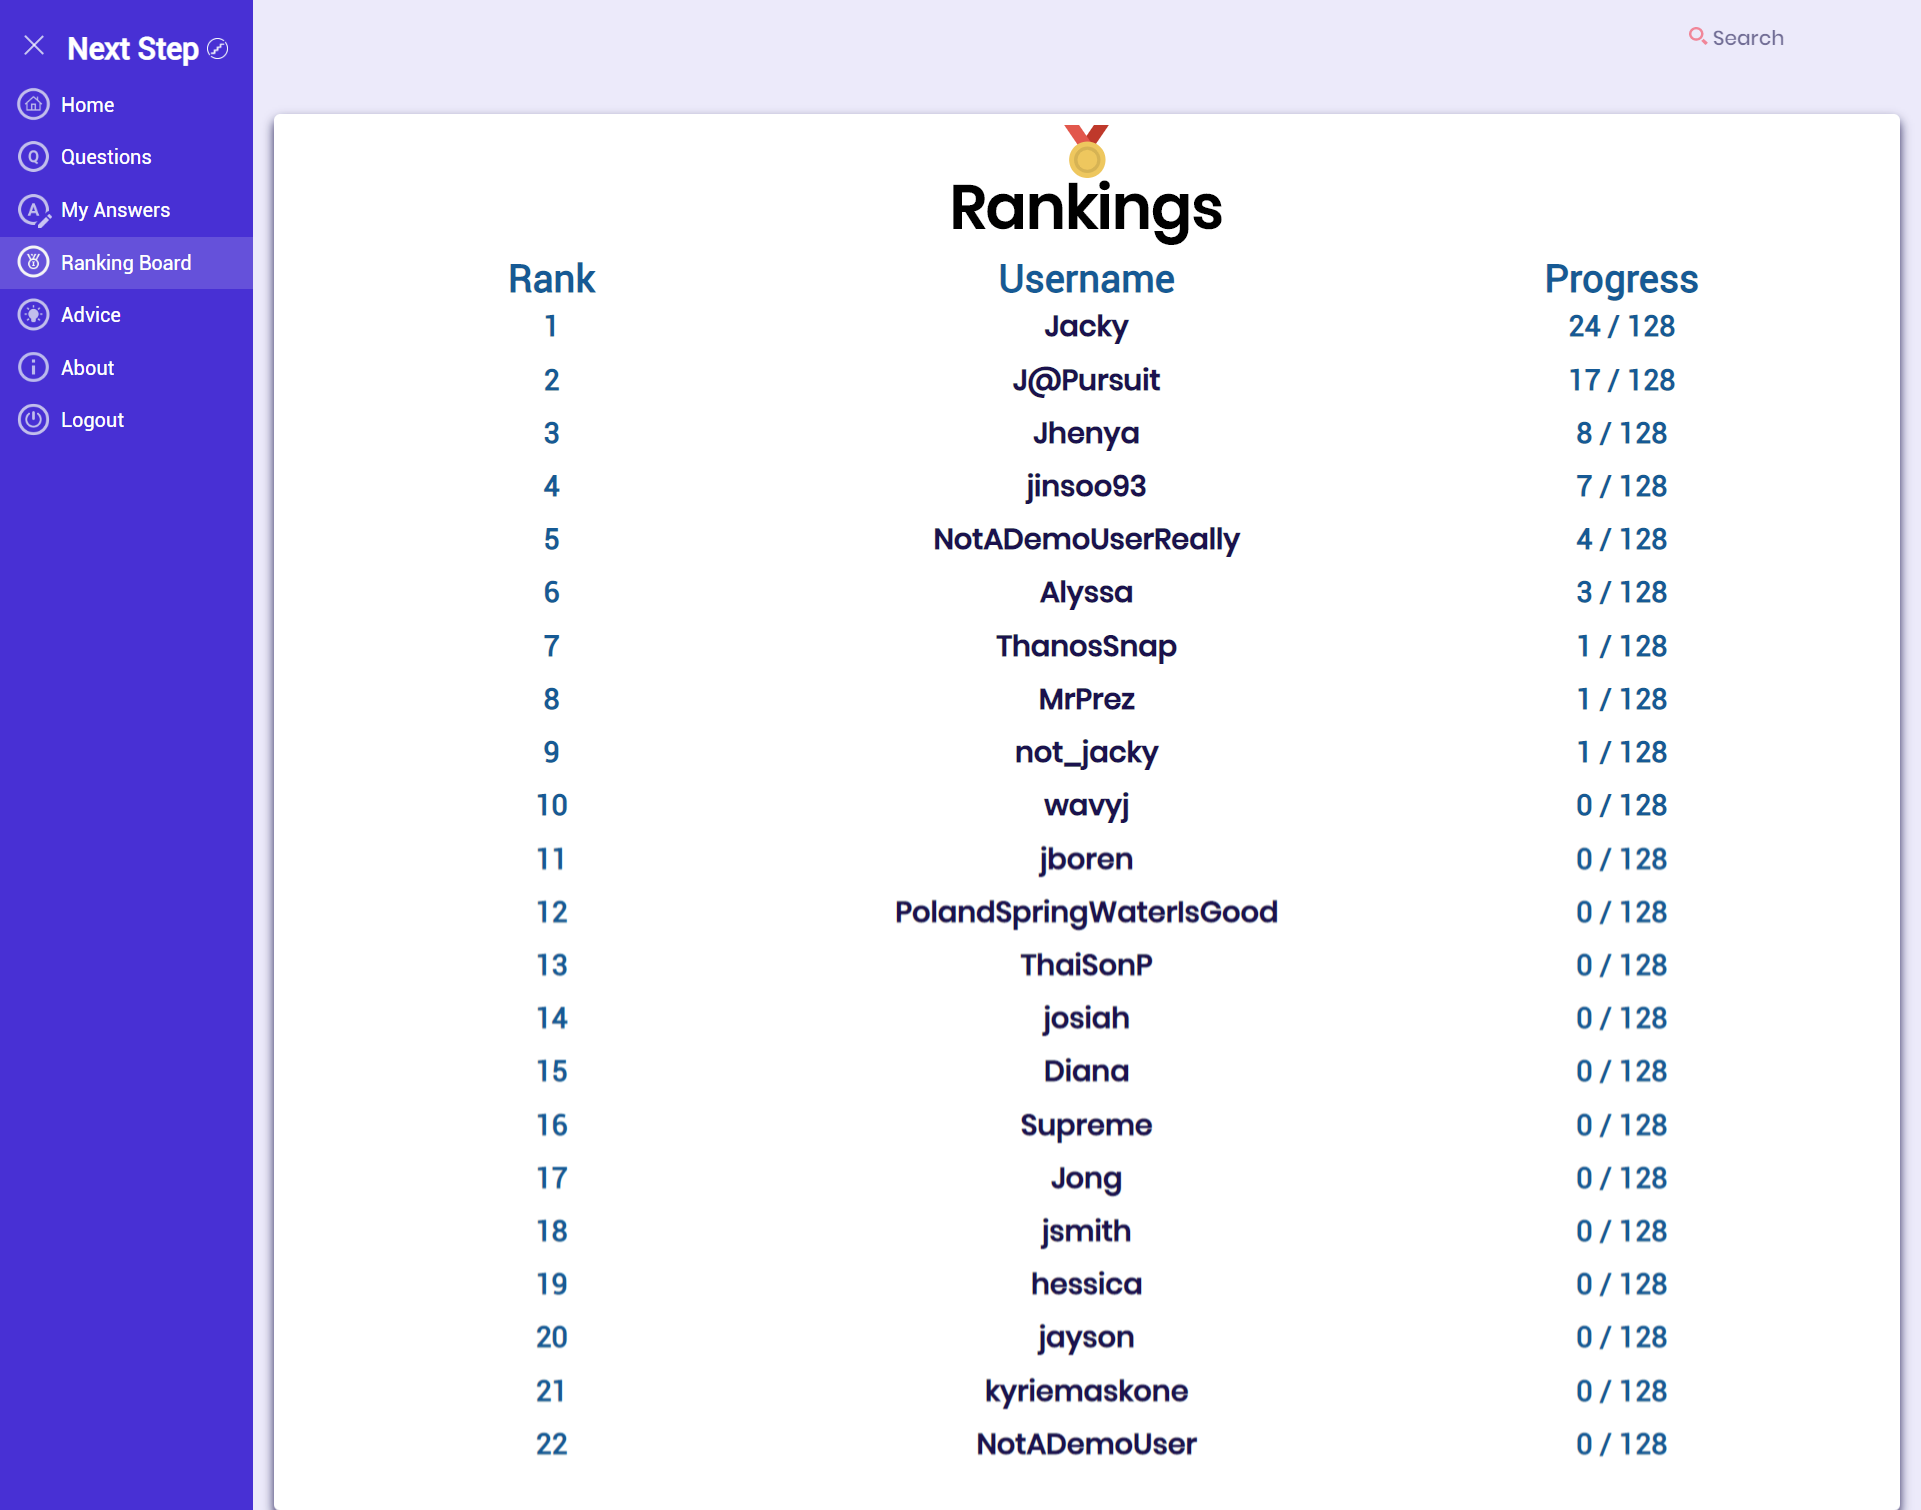 Next Step
Home
Questions
My Answers
Ranking Board
Advice
About
Logout
Search
Rankings
Rank Username Progress
1 Jacky 24 / 128
2 J@Pursuit 17 / 128
3 Jhenya 8 / 128
4 jinsoo93 7 / 128
5 NotADemoUserReally 4 / 128
6 Alyssa 3 / 128
7 ThanosSnap 1 / 128
8 MrPrez 1 / 128
9 not_jacky 1 / 128
10 wavyj 0 / 128
11 jboren 0 / 128
12 PolandSpringWaterIsGood 0 / 128
13 ThaiSonP 0 / 128
14 josiah 0 / 128
15 Diana 0 / 128
16 Supreme 0 / 128
17 Jong 0 / 128
18 jsmith 0 / 128
19 hessica 0 / 128
20 jayson 0 / 128
21 kyriemaskone 0 / 128
22 NotADemoUser 0 / 128